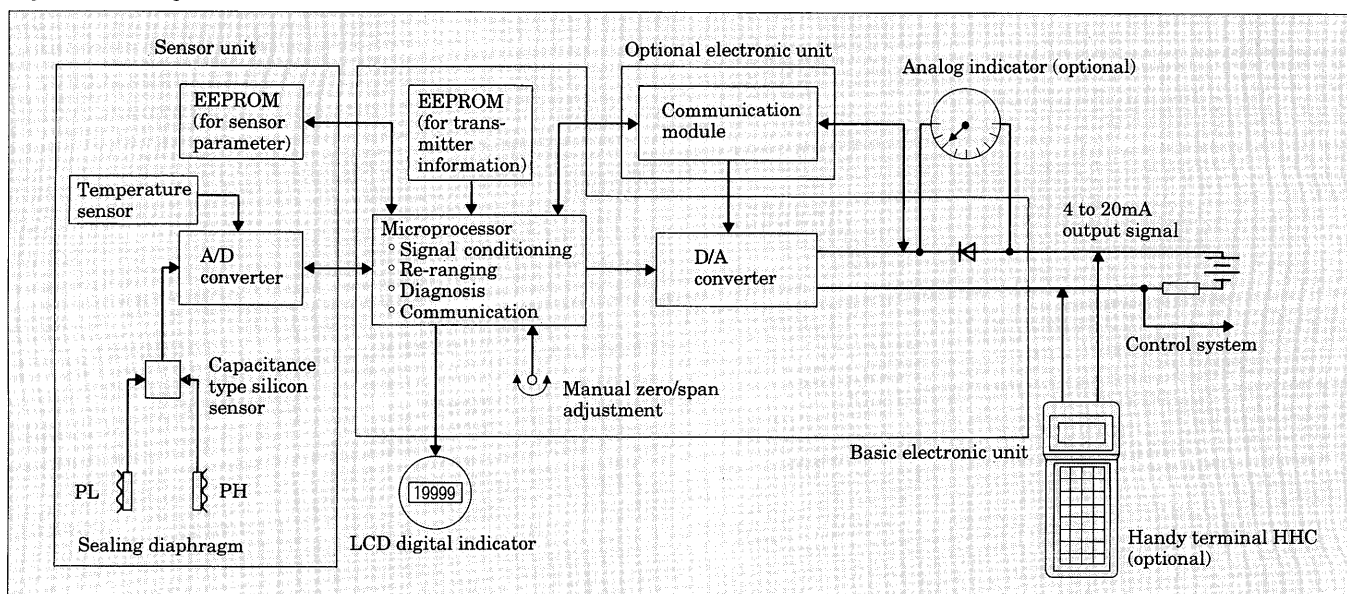 Sensor unit
Optional electronic unit
Analog indicator (optional)
EEPROM
(for sensor
parameter)
EEPROM
(for trans-
mitter
information)
Communication
module
Temperature
sensor
4 to 20mA
output signal
A/D
converter
Microprocessor
° Signal conditioning
° Re-ranging
° Diagnosis
° Communication
D/A
converter
Control system
Capacitance
type silicon
sensor
Manual zero/span
adjustment
Basic electronic unit
PL
PH
19999
Sealing diaphragm
LCD digital indicator
Handy terminal HHC
(optional)